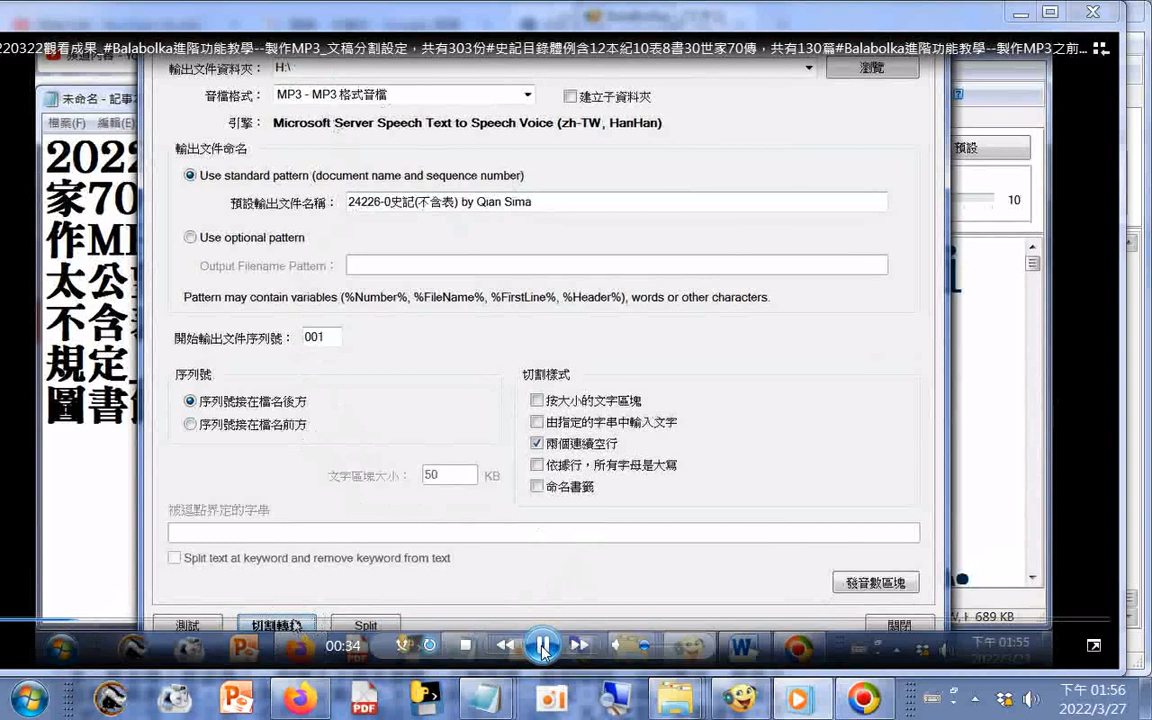 220322觀看成果_#Balabolka進階功能教學--製作MP3_文稿分割設定，共有303份#史記目錄體例含12本紀10表8書30世家70傳，共有130篇#Balabolka進階功能教學--製作MP3之前...
輸出文件資料夾： H:\ 瀏覽
未命名 - 記事本
音檔格式： MP3 - MP3 格式音檔 建立子資料夾
檔案(F) 編輯(E)
引擎： Microsoft Server Speech Text to Speech Voice (zh-TW, HanHan)
輸出文件命名
預設
2022
Use standard pattern (document name and sequence number)
家70
10
預設輸出文件名稱： 24226-0史記(不含表) by Qian Sima
作M
Use optional pattern
Output Filename Pattern：
太公
Pattern may contain variables (%Number%, %FileName%, %FirstLine%, %Header%), words or other characters.
不含
開始輸出文件序列號： 001
規定
序列號
切割樣式
圖書
序列號接在檔名後方
按大小的文字區塊
序列號接在檔名前方
由指定的字串中輸入文字
兩個連續空行
依據行，所有字母是大寫
文字區塊大小： 50 KB
命名書籤
被這點界定的字串
Split text at keyword and remove keyword from text
發音數區塊
測試 切割轉換 Split 關閉
689 KB
00:34
下午 01:55
2022/3/27
PDF
下午 01:56
2022/3/27